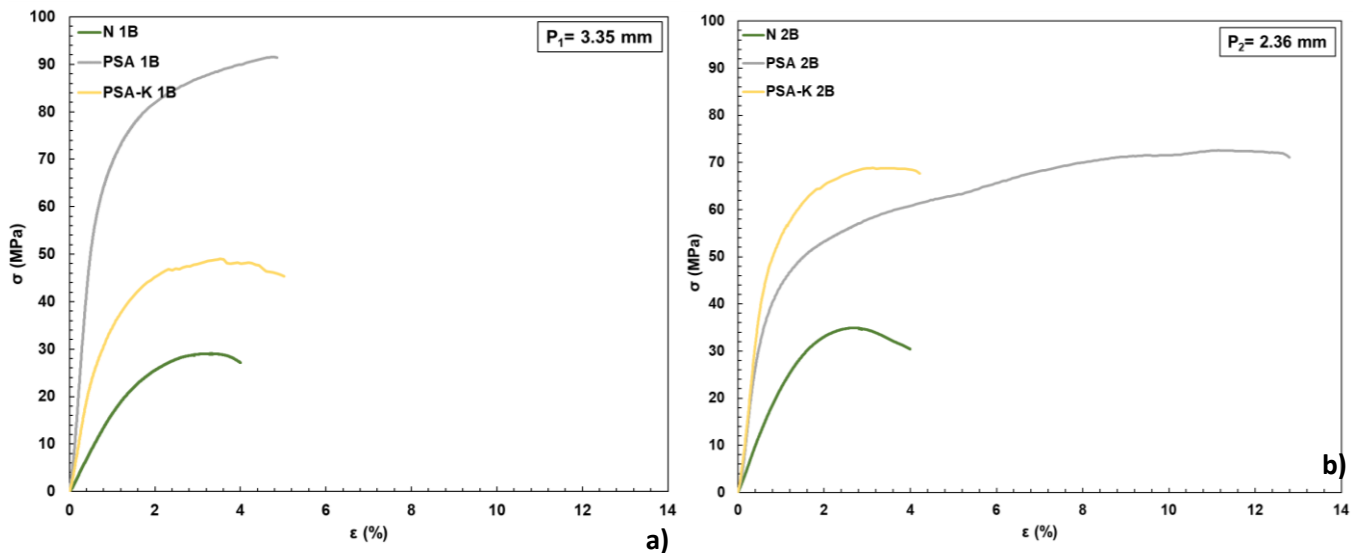 100
90
80
70
60
50
40
30
20
10
0
σ (MPa)
N 1B
PSA 1B
PSA-K 1B
P₁= 3.35 mm
0 2 4 6 8 10 12 14
ε (%)
a)
100
90
80
70
60
50
40
30
20
10
0
σ (MPa)
N 2B
PSA 2B
PSA-K 2B
P₂= 2.36 mm
0 2 4 6 8 10 12 14
ε (%)
b)